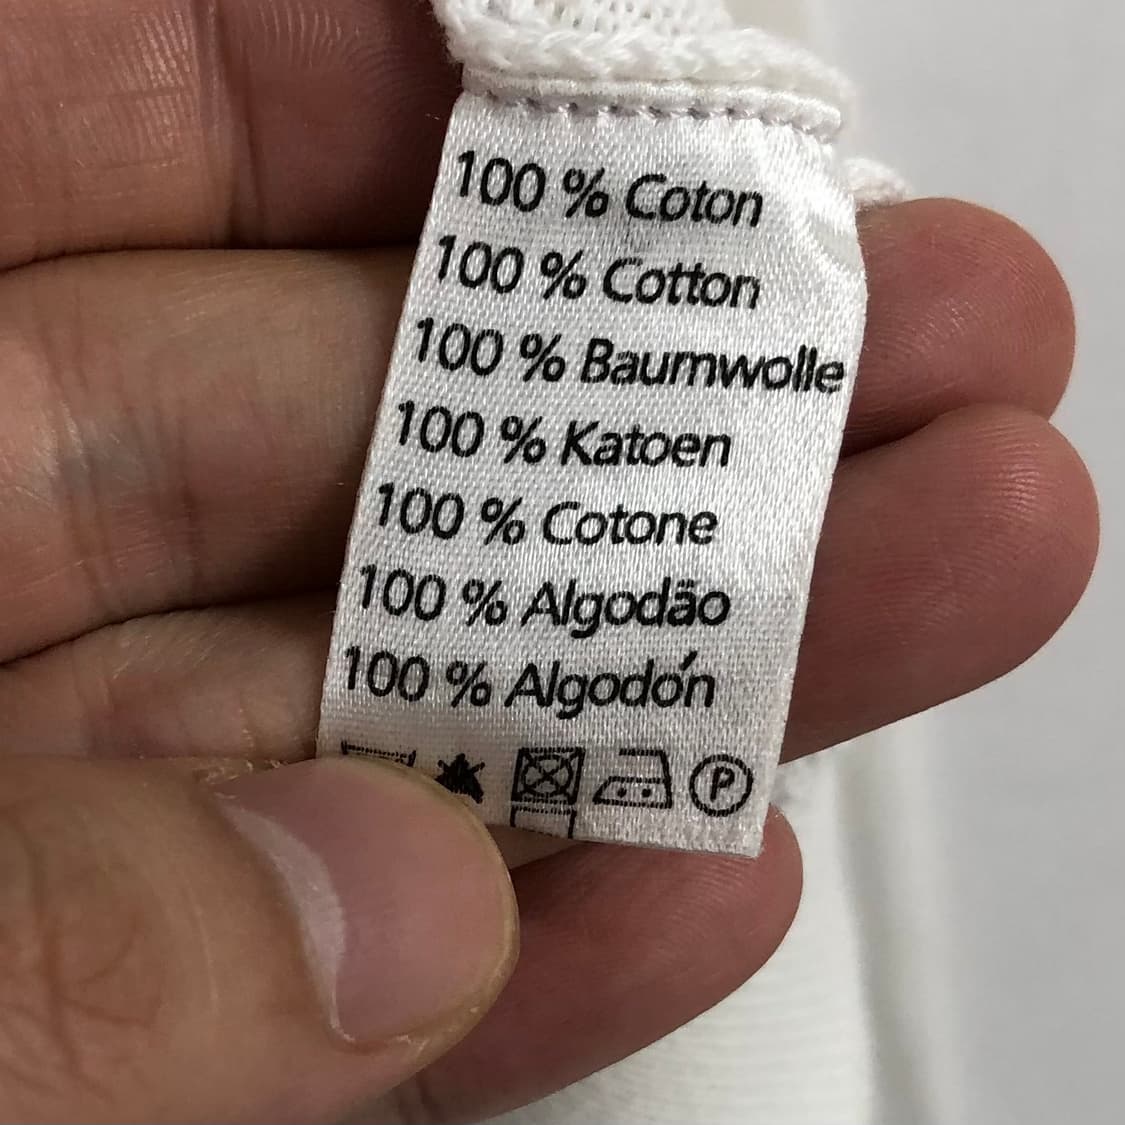 100 % Coton
100 % Cotton
100 % Baumwolle
100 % Katoen
100 % Cotone
100 % Algodão
100 % Algodón
P